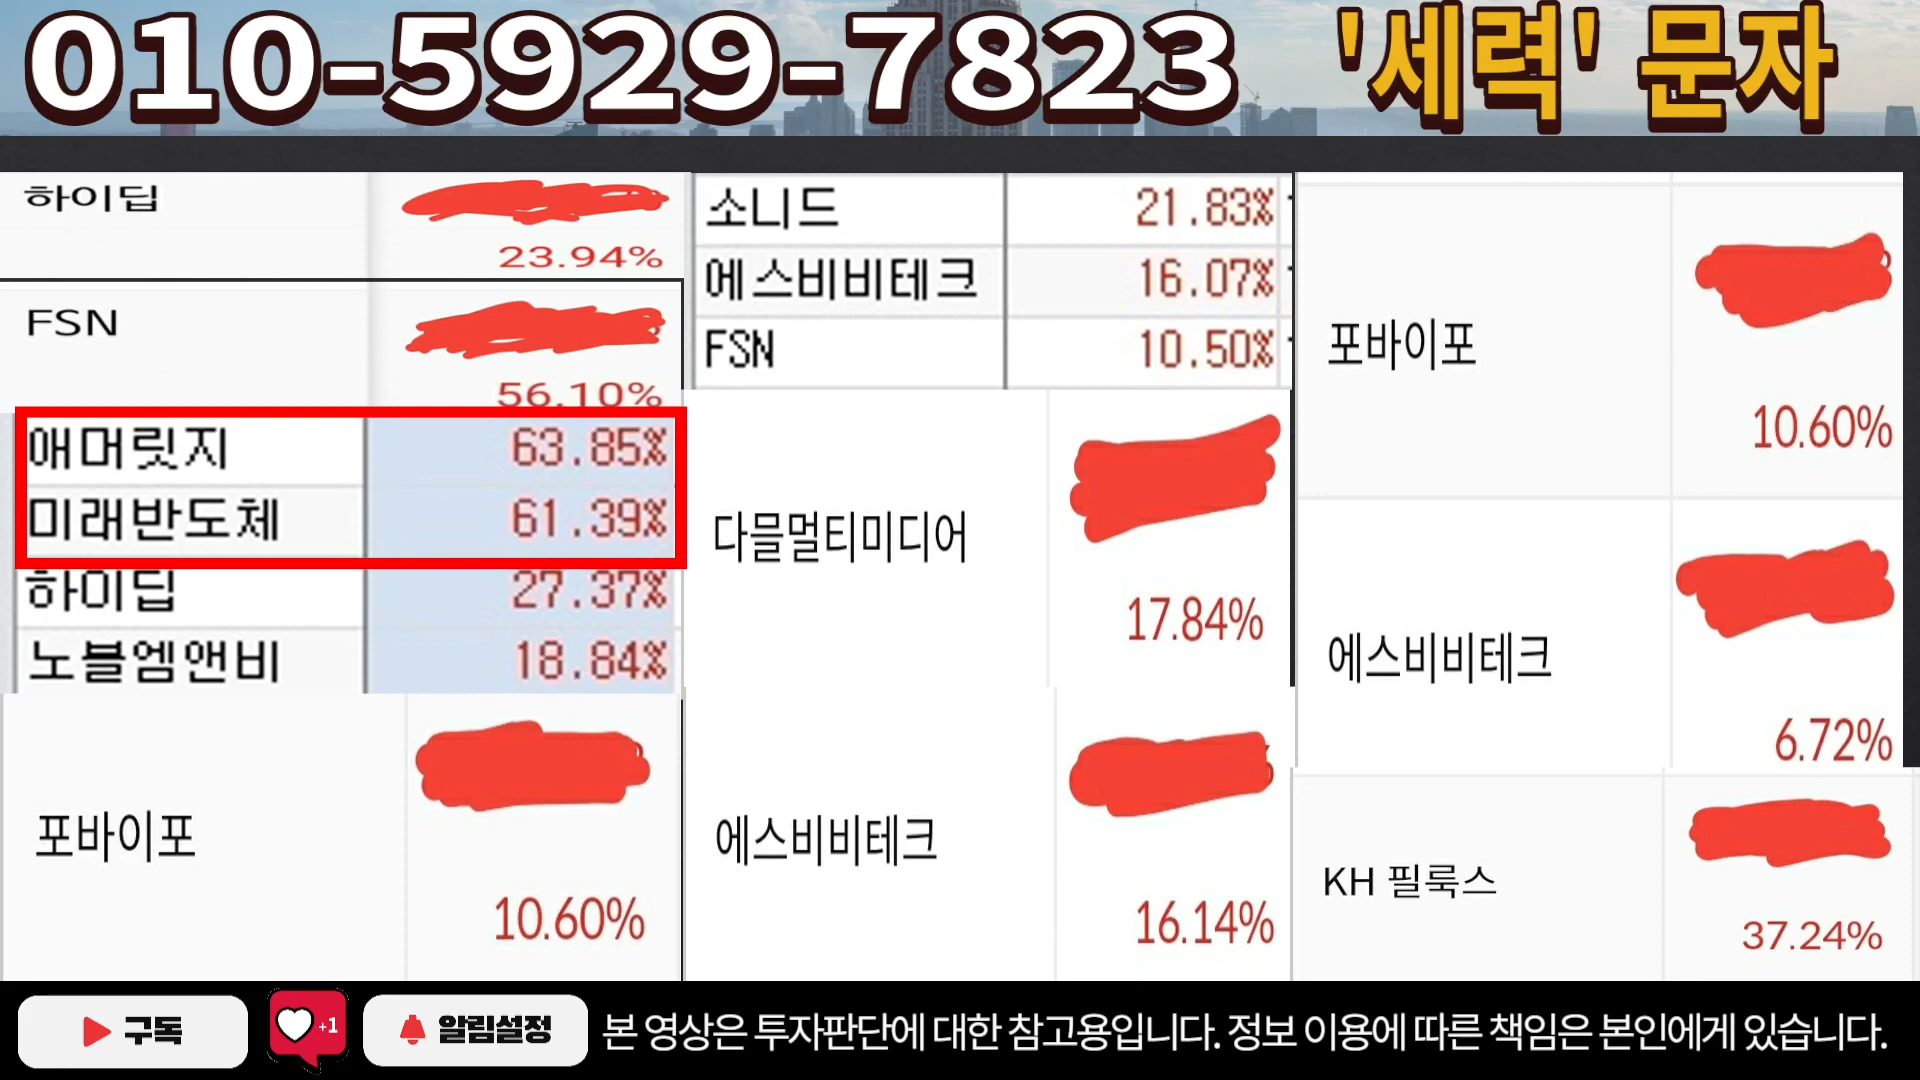 010-5929-7823 '세력' 문자
하이딥
23.94%
FSN
56.10%
애머릿지 63.85%
미래반도체 61.39%
하이딥 27.37%
노블엠앤비 18.84%
포바이포
10.60%
소니드 21.83%
에스비비테크 16.07%
FSN 10.50%
다믈멀티미디어
17.84%
에스비비테크
16.14%
포바이포
10.60%
에스비비테크
6.72%
KH 필룩스
37.24%
구독 +1 알림설정 본 영상은 투자판단에 대한 참고용입니다. 정보 이용에 따른 책임은 본인에게 있습니다.